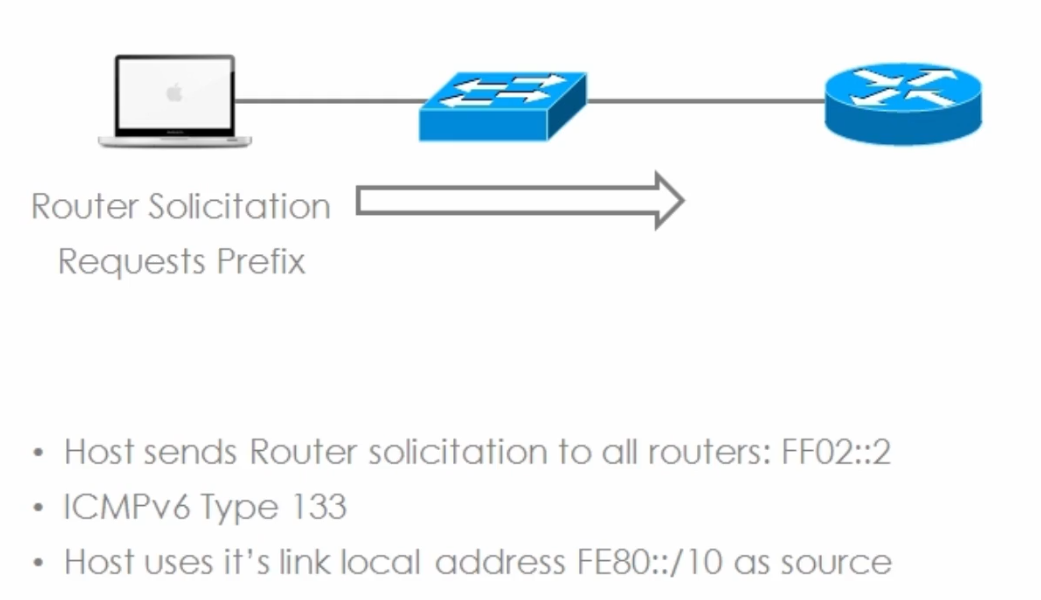 Router Solicitation
Requests Prefix
• Host sends Router solicitation to all routers: FF02::2
• ICMPv6 Type 133
• Host uses it's link local address FE80::/10 as source